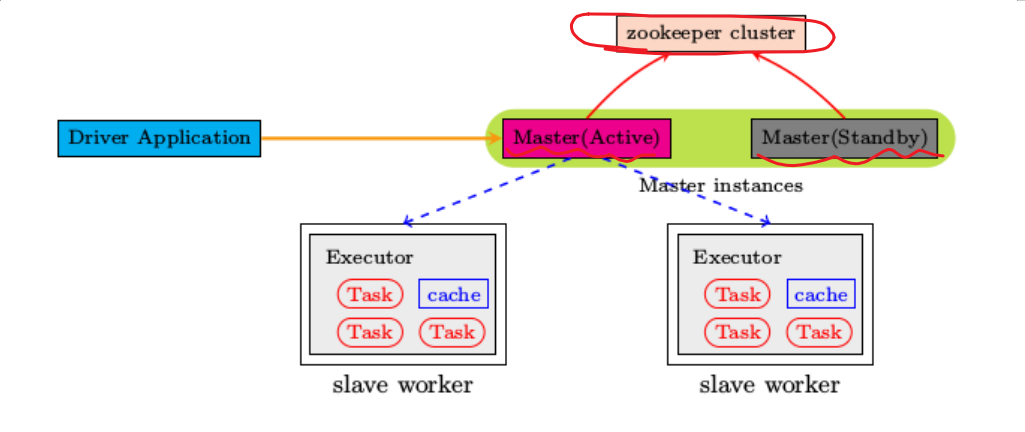 zookeeper cluster
Driver Application
Master(Active)
Master(Standby)
Master instances
Executor
Task
cache
Task
Task
slave worker
Executor
Task
cache
Task
Task
slave worker